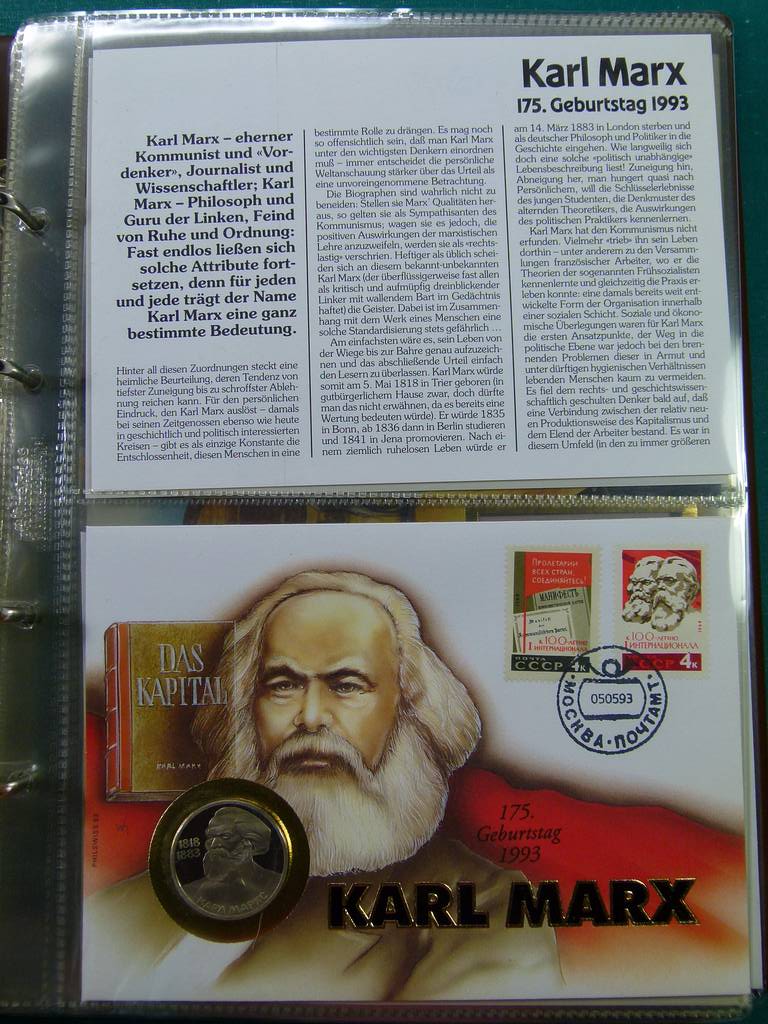 Karl Marx
175. Geburtstag 1993
Karl Marx – eherner
Kommunist und «Vor-
denker», Journalist und
Wissenschaftler; Karl
Marx – Philosoph und
Guru der Linken, Feind
von Ruhe und Ordnung:
Fast endlos ließen sich
solche Attribute fort-
setzen, denn für jeden
und jede trägt der Name
Karl Marx eine ganz
bestimmte Bedeutung.
Hinter all diesen Zuordnungen steckt eine
heimliche Beurteilung, deren Tendenz von
tiefster Zuneigung bis zu schroffster Ableh-
nung reichen kann. Für den persönlichen
Eindruck, den Karl Marx auslöst – damals
bei seinen Zeitgenossen ebenso wie heute
in geschichtlich und politisch interessierten
Kreisen – gibt es als einzige Konstante die
Entschlossenheit, diesen Menschen in eine
bestimmte Rolle zu drängen. Es mag noch
so offensichtlich sein, daß man Karl Marx
unter den wichtigsten Denkern einordnen
muß – immer entscheidet die persönliche
Weltanschauung stärker über das Urteil als
eine unvoreingenommene Betrachtung.
Die Biographen sind wahrlich nicht zu
beneiden: Stellen sie Marx' Qualitäten her-
aus, so gelten sie als Sympathisanten des
Kommunismus; wagen sie es jedoch, die
positiven Auswirkungen der marxistischen
Lehre anzuzweifeln, werden sie als «rechts-
lastig» verschrien. Heftiger als üblich schei-
den sich an diesem bekannt-unbekannten
Karl Marx (der überflüssigerweise fast allen
als kritisch und aufmüpfig dreinblickender
Linker mit wallendem Bart im Gedächtnis
haftet) die Geister. Dabei ist im Zusammen-
hang mit dem Werk eines Menschen eine
solche Standardisierung stets gefährlich ...
Am einfachsten wäre es, sein Leben von
der Wiege bis zur Bahre genau aufzuzeich-
nen und das abschließende Urteil einfach
den Lesern zu überlassen. Karl Marx würde
somit am 5. Mai 1818 in Trier geboren (in
gutbürgerlichem Hause zwar, doch dürfte
man das nicht erwähnen, da es bereits eine
Wertung bedeuten würde). Er würde 1835
in Bonn, ab 1836 dann in Berlin studieren
und 1841 in Jena promovieren. Nach ei-
nem ziemlich ruhelosen Leben würde er
am 14. März 1883 in London sterben und
als deutscher Philosoph und Politiker in die
Geschichte eingehen. Wie langweilig sich
doch eine solche «politisch unabhängige»
Lebensbeschreibung liest! Zuneigung hin,
Abneigung her, man hungert quasi nach
Persönlichem, will die Schlüsselerlebnisse
des jungen Studenten, die Denkmuster des
alternden Theoretikers, die Auswirkungen
des politischen Praktikers kennenlernen.
Karl Marx hat den Kommunismus nicht
erfunden. Vielmehr «trieb» ihn sein Leben
dorthin – unter anderem zu den Versamm-
lungen französischer Arbeiter, wo er die
Theorien der sogenannten Frühsozialisten
kennenlernte und gleichzeitig die Praxis er-
leben konnte: eine damals bereits weit ent-
wickelte Form der Organisation innerhalb
einer sozialen Schicht. Soziale und ökono-
mische Überlegungen waren für Karl Marx
die ersten Ansatzpunkte, der Weg in die
politische Ebene war jedoch bei den bren-
nenden Problemen dieser in Armut und
unter dürftigen hygienischen Verhältnissen
lebenden Menschen kaum zu vermeiden.
Es fiel dem rechts- und geschichtswissen-
schaftlich geschulten Denker bald auf, daß
eine Verbindung zwischen der relativ neu-
en Produktionsweise des Kapitalismus und
dem Elend der Arbeiter bestand. Es war in
diesem Umfeld (in den zu immer größeren
ПРОЛЕТАРИИ
ВСЕХ СТРАН,
СОЕДИНЯЙТЕСЬ!
МАНИФЕСТЪ
Manifest
der
Kommunistischen Partei
К 100-ЛЕТИЮ
I ИНТЕРНАЦИОНАЛА
ПОЧТА
СССР 4к
К 100-ЛЕТИЮ
I ИНТЕРНАЦИОНАЛА
СССР 4к
050593
МОСКВА·ПОЧТАМТ·
DAS
KAPITAL
KARL MARX
PHILSWISS 93
1818
1883
КАРЛ МАРКС
175.
Geburtstag
1993
KARL MARX